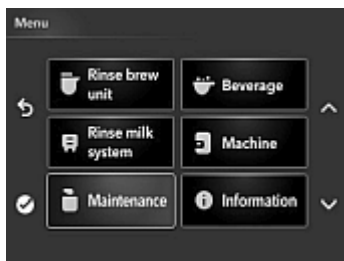 Menu
Rinse brew
unit
Beverage
Rinse milk
system
Machine
Maintenance
Information